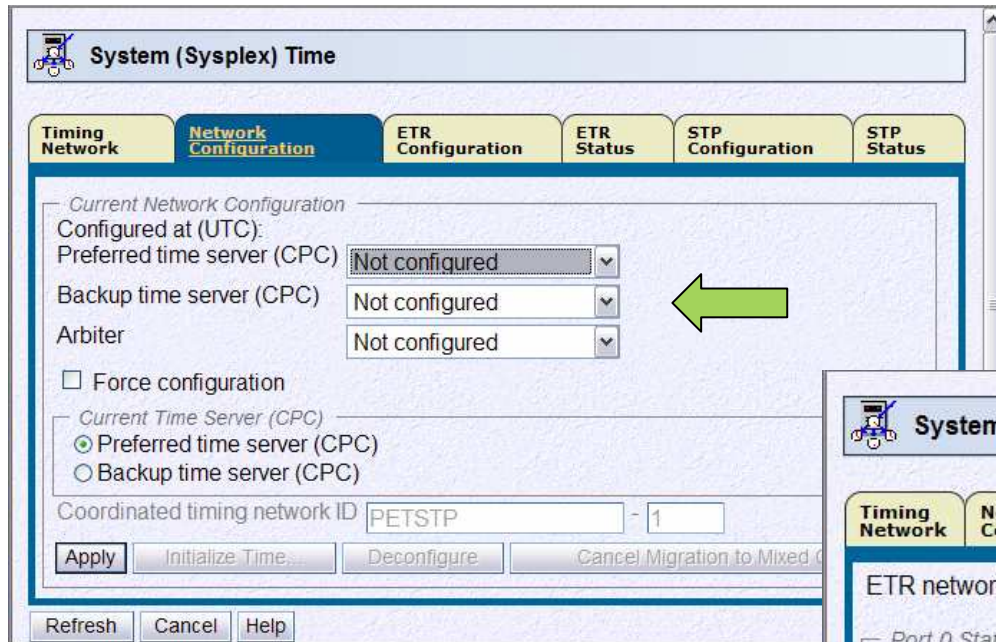 System (Sysplex) Time
Timing Network
Network Configuration
ETR Configuration
ETR Status
STP Configuration
STP Status
Current Network Configuration
Configured at (UTC):
Preferred time server (CPC) Not configured
Backup time server (CPC) Not configured
Arbiter Not configured
Force configuration
Current Time Server (CPC)
Preferred time server (CPC)
Backup time server (CPC)
Coordinated timing network ID PETSTP - 1
Apply Initialize Time... Deconfigure Cancel Migration to Mixed
Refresh Cancel Help
System
Timing Network
ETR networ
Port 0 Sta